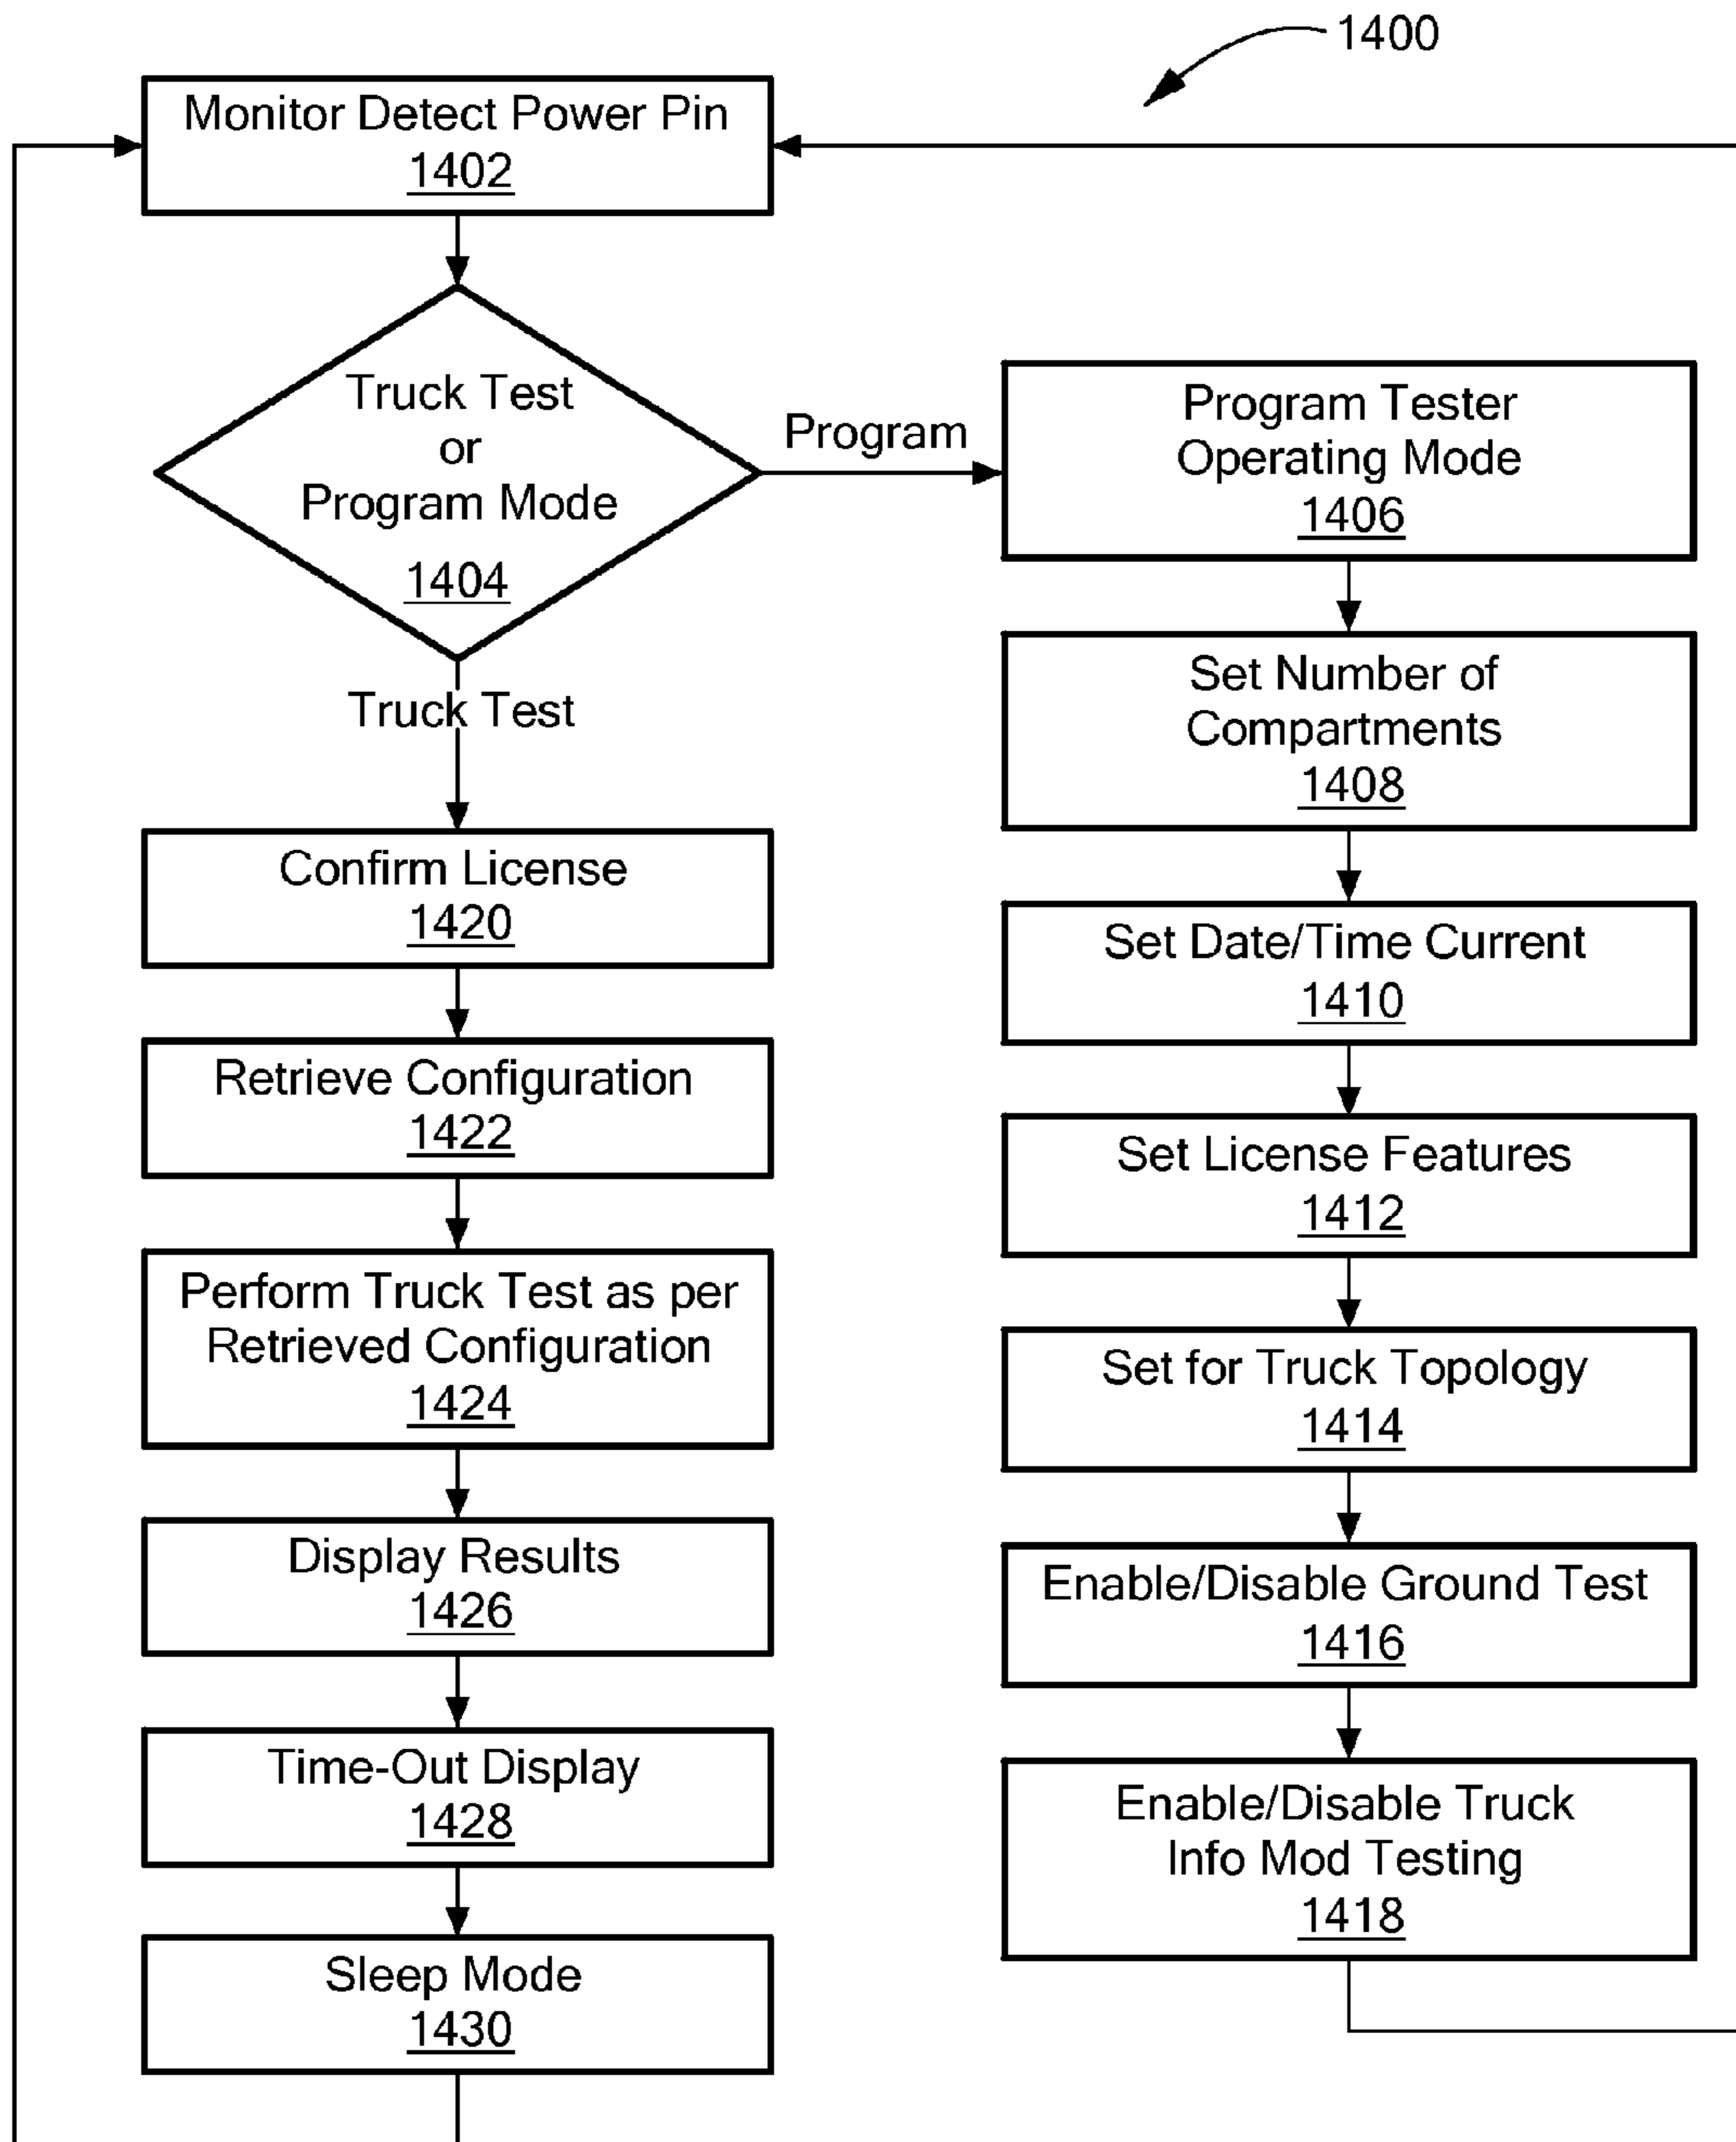 1400
Monitor Detect Power Pin
1402
Truck Test
or
Program Mode
1404
Program
Truck Test
Program Tester
Operating Mode
1406
Set Number of
Compartments
1408
Set Date/Time Current
1410
Set License Features
1412
Set for Truck Topology
1414
Enable/Disable Ground Test
1416
Enable/Disable Truck
Info Mod Testing
1418
Confirm License
1420
Retrieve Configuration
1422
Perform Truck Test as per
Retrieved Configuration
1424
Display Results
1426
Time-Out Display
1428
Sleep Mode
1430